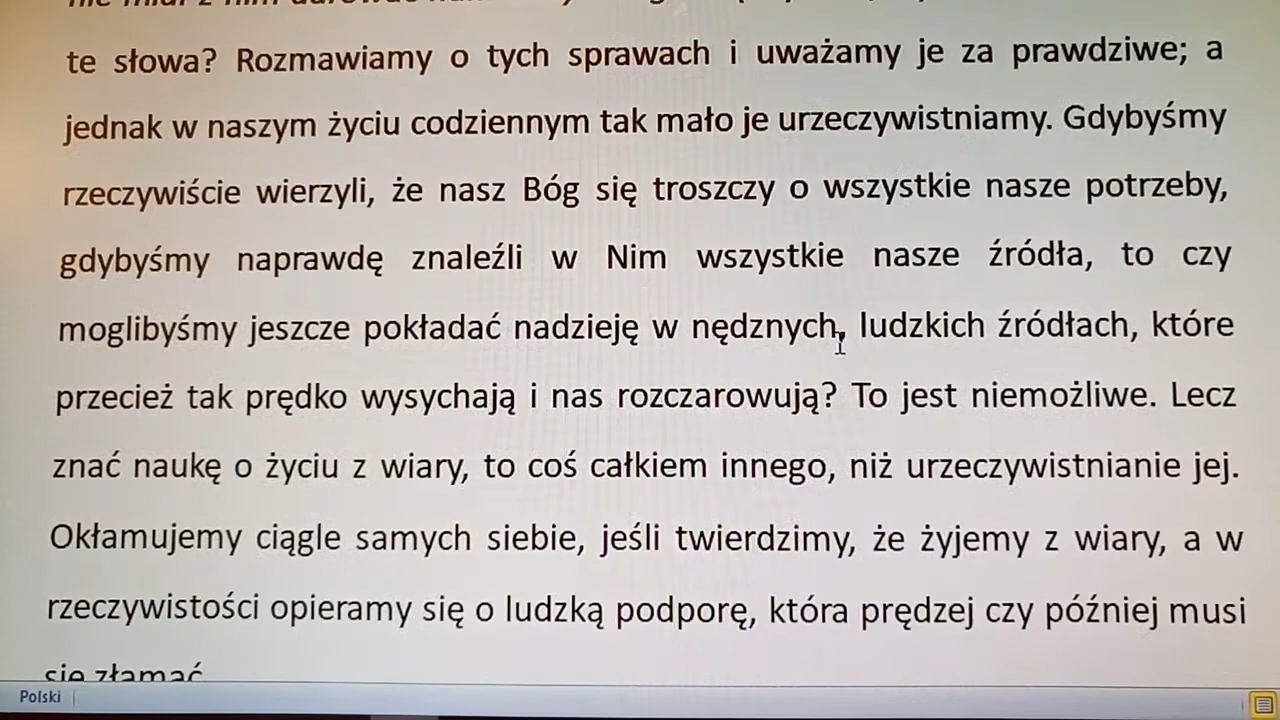 te słowa? Rozmawiamy o tych sprawach i uważamy je za prawdziwe; a
jednak w naszym życiu codziennym tak mało je urzeczywistniamy. Gdybyśmy
rzeczywiście wierzyli, że nasz Bóg się troszczy o wszystkie nasze potrzeby,
gdybyśmy naprawdę znaleźli w Nim wszystkie nasze źródła, to czy
moglibyśmy jeszcze pokładać nadzieję w nędznych, ludzkich źródłach, które
przecież tak prędko wysychają i nas rozczarowują? To jest niemożliwe. Lecz
znać naukę o życiu z wiary, to coś całkiem innego, niż urzeczywistnianie jej.
Okłamujemy ciągle samych siebie, jeśli twierdzimy, że żyjemy z wiary, a w
rzeczywistości opieramy się o ludzką podporę, która prędzej czy później musi
się złamać
Polski